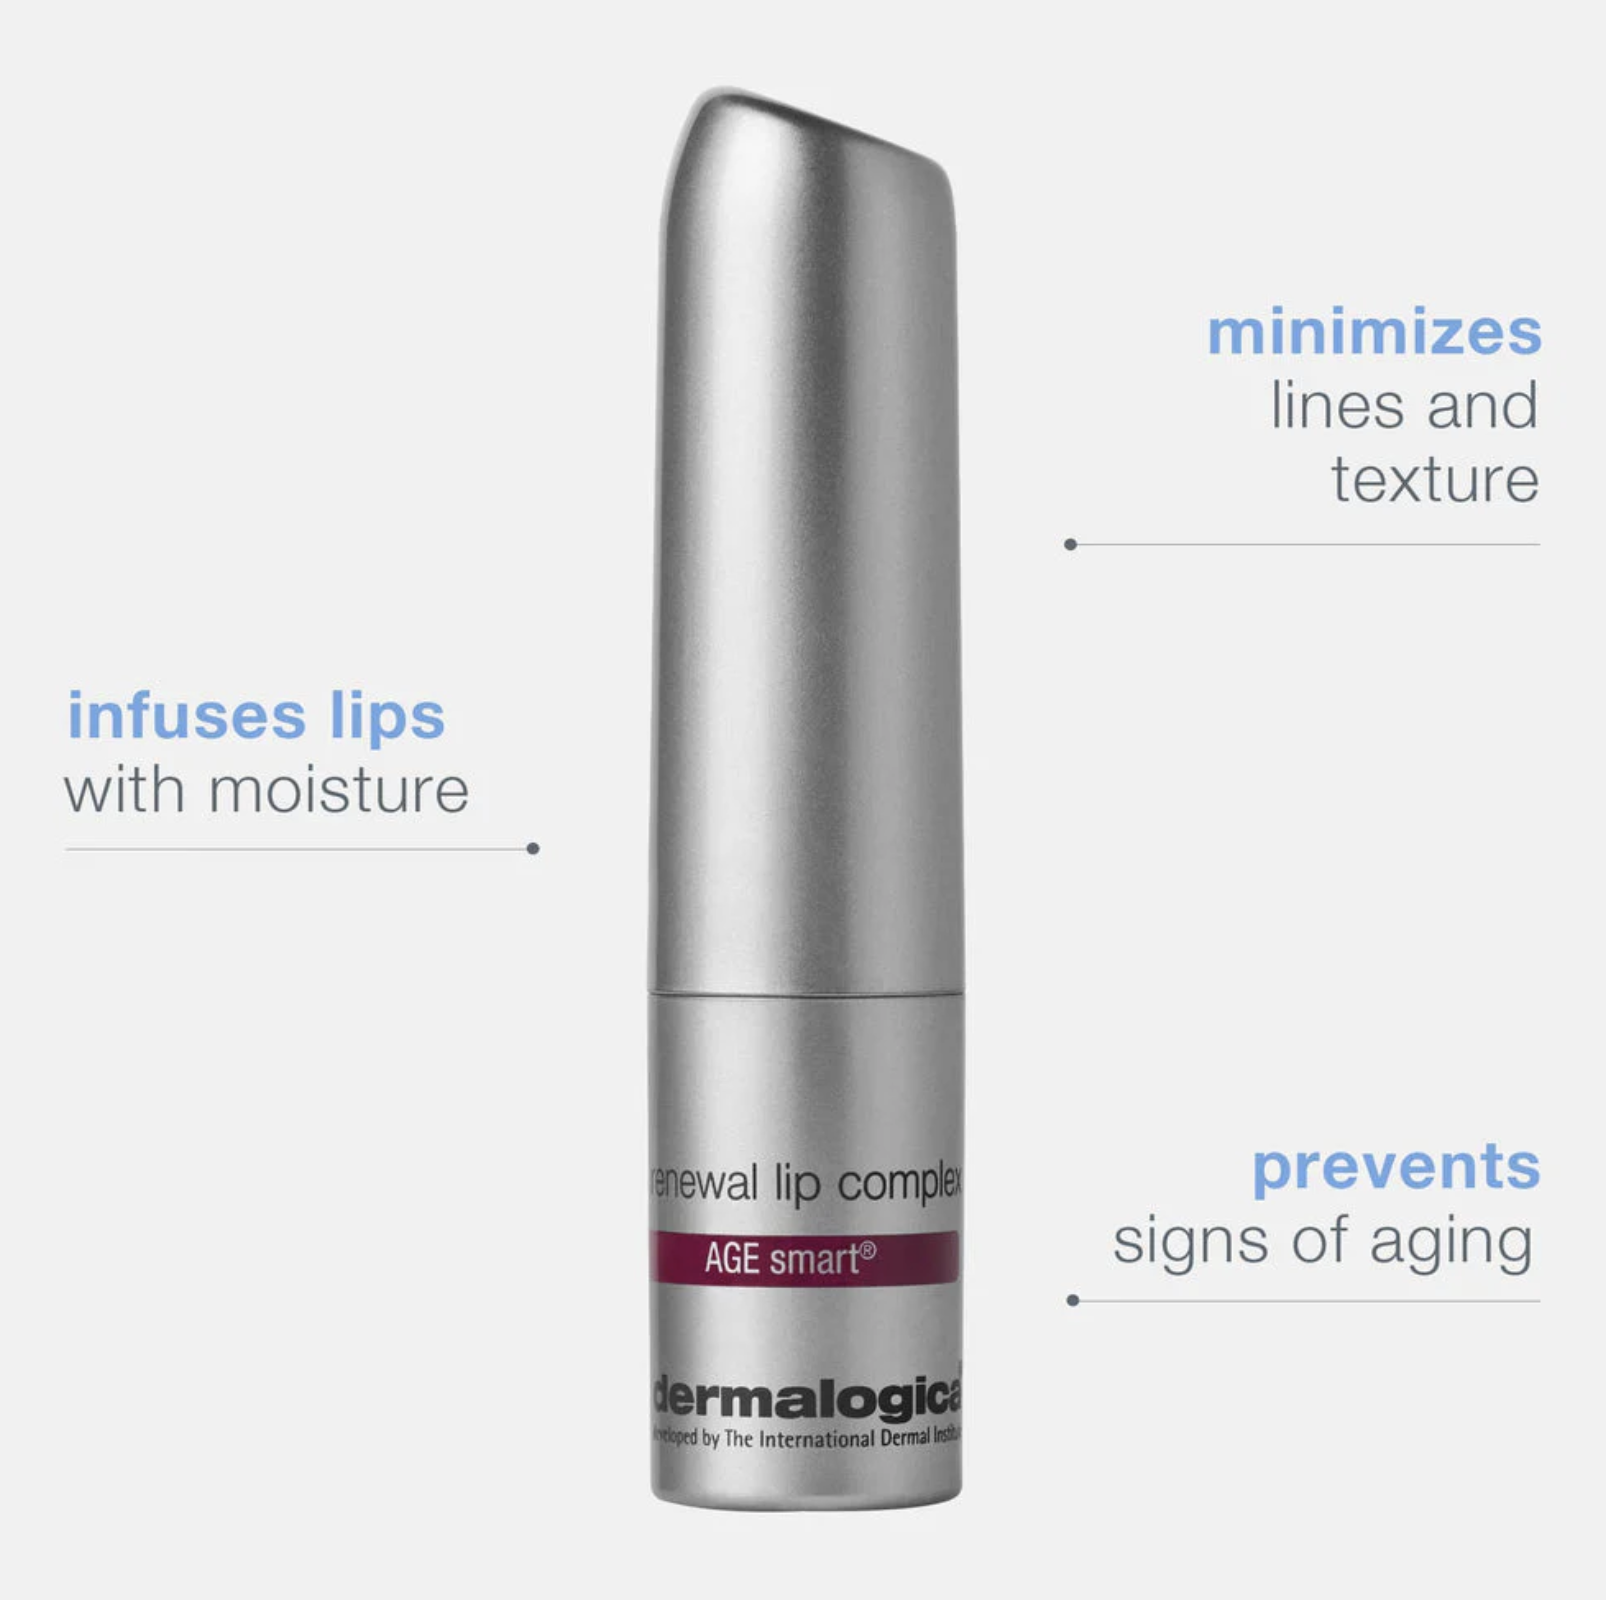 minimizes
lines and
texture
infuses lips
with moisture
prevents
signs of aging
renewal lip complex
AGE smart®
dermalogica
developed by The International Dermal